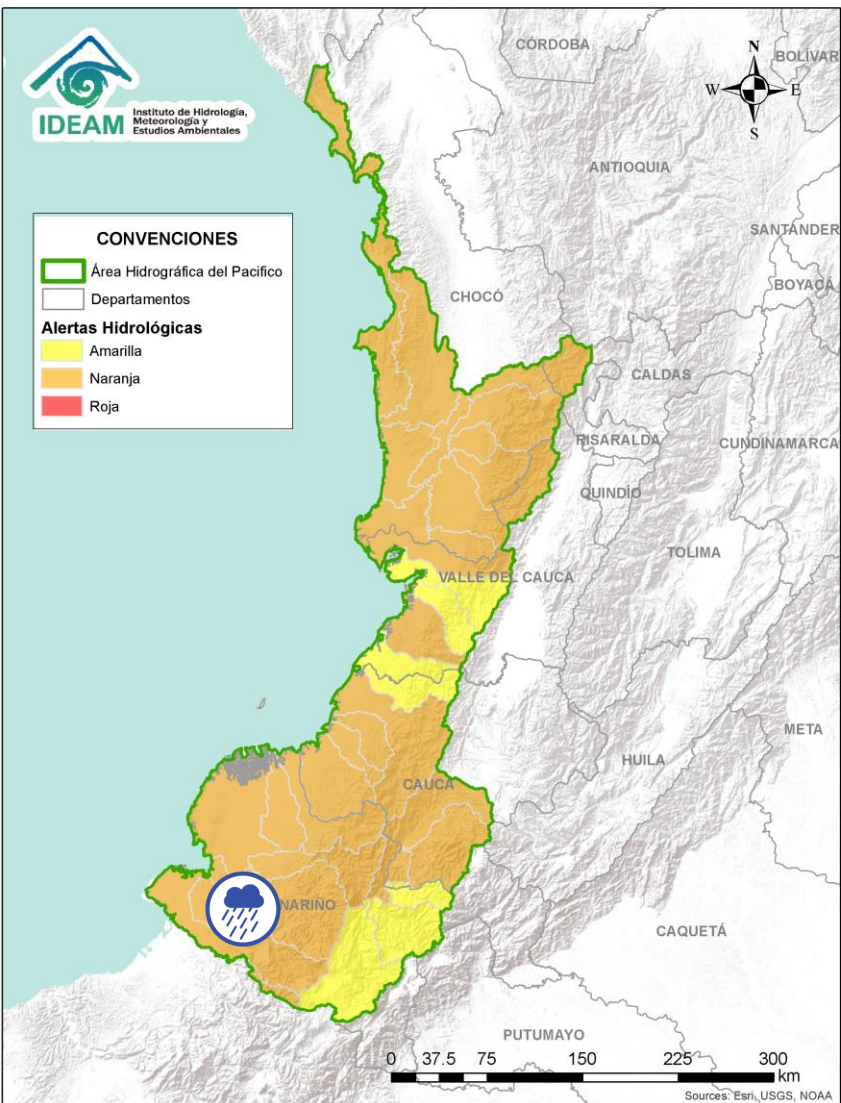 IDEAM
Instituto de Hidrología,
Meteorología y
Estudios Ambientales
CONVENCIONES
Área Hidrográfica del Pacifico
Departamentos
Alertas Hidrológicas
Amarilla
Naranja
Roja
N
W
E
S
CÓRDOBA
BOLÍVAR
ANTIOQUIA
SANTANDER
BOYACÁ
CHOCÓ
CALDAS
RISARALDA
CUNDINAMARCA
QUINDÍO
TOLIMA
VALLE DEL CAUCA
META
HUILA
CAUCA
NARIÑO
CAQUETÁ
PUTUMAYO
0 37.5 75 150 225 300
km
Sources: Esri, USGS, NOAA